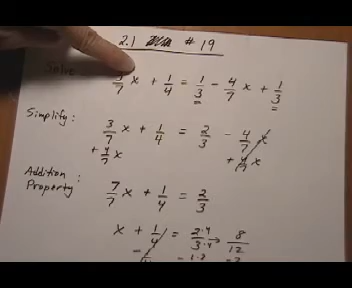 2.1 # 19
Solve
3/7 x + 1/4 = 1/3 - 4/7 x + 1/3
Simplify:
3/7 x + 1/4 = 2/3 - 4/7 x
+ 4/7 x + 4/7 x
Addition
Property
7/7 x + 1/4 = 2/3
x + 1/4 = 2·4/3·4 → 8/12